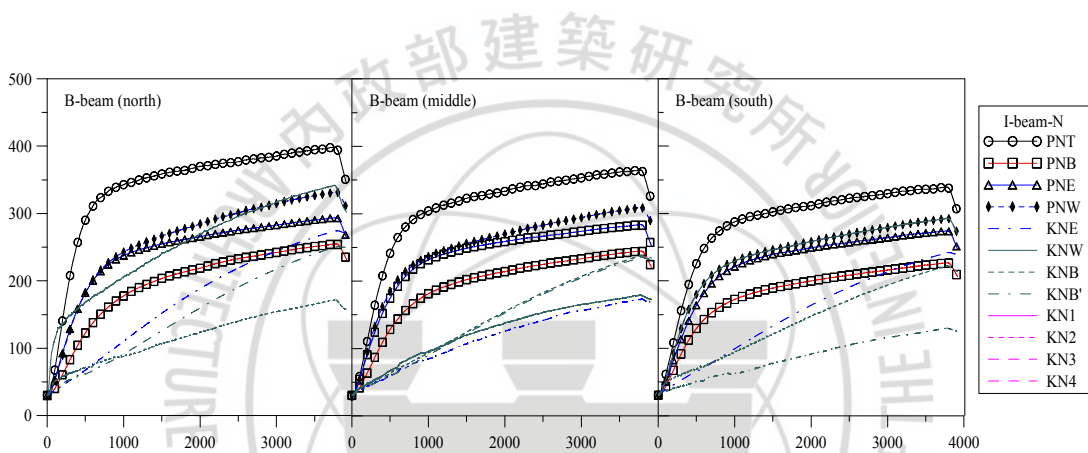 內政部建築研究所
ARCHITECTURE
B-beam (north)
B-beam (middle)
B-beam (south)
500
400
300
200
100
0
0
1000
2000
3000
0
1000
2000
3000
0
1000
2000
3000
4000
I-beam-N
PNT
PNB
PNE
PNW
KNE
KNW
KNB
KNB'
KN1
KN2
KN3
KN4